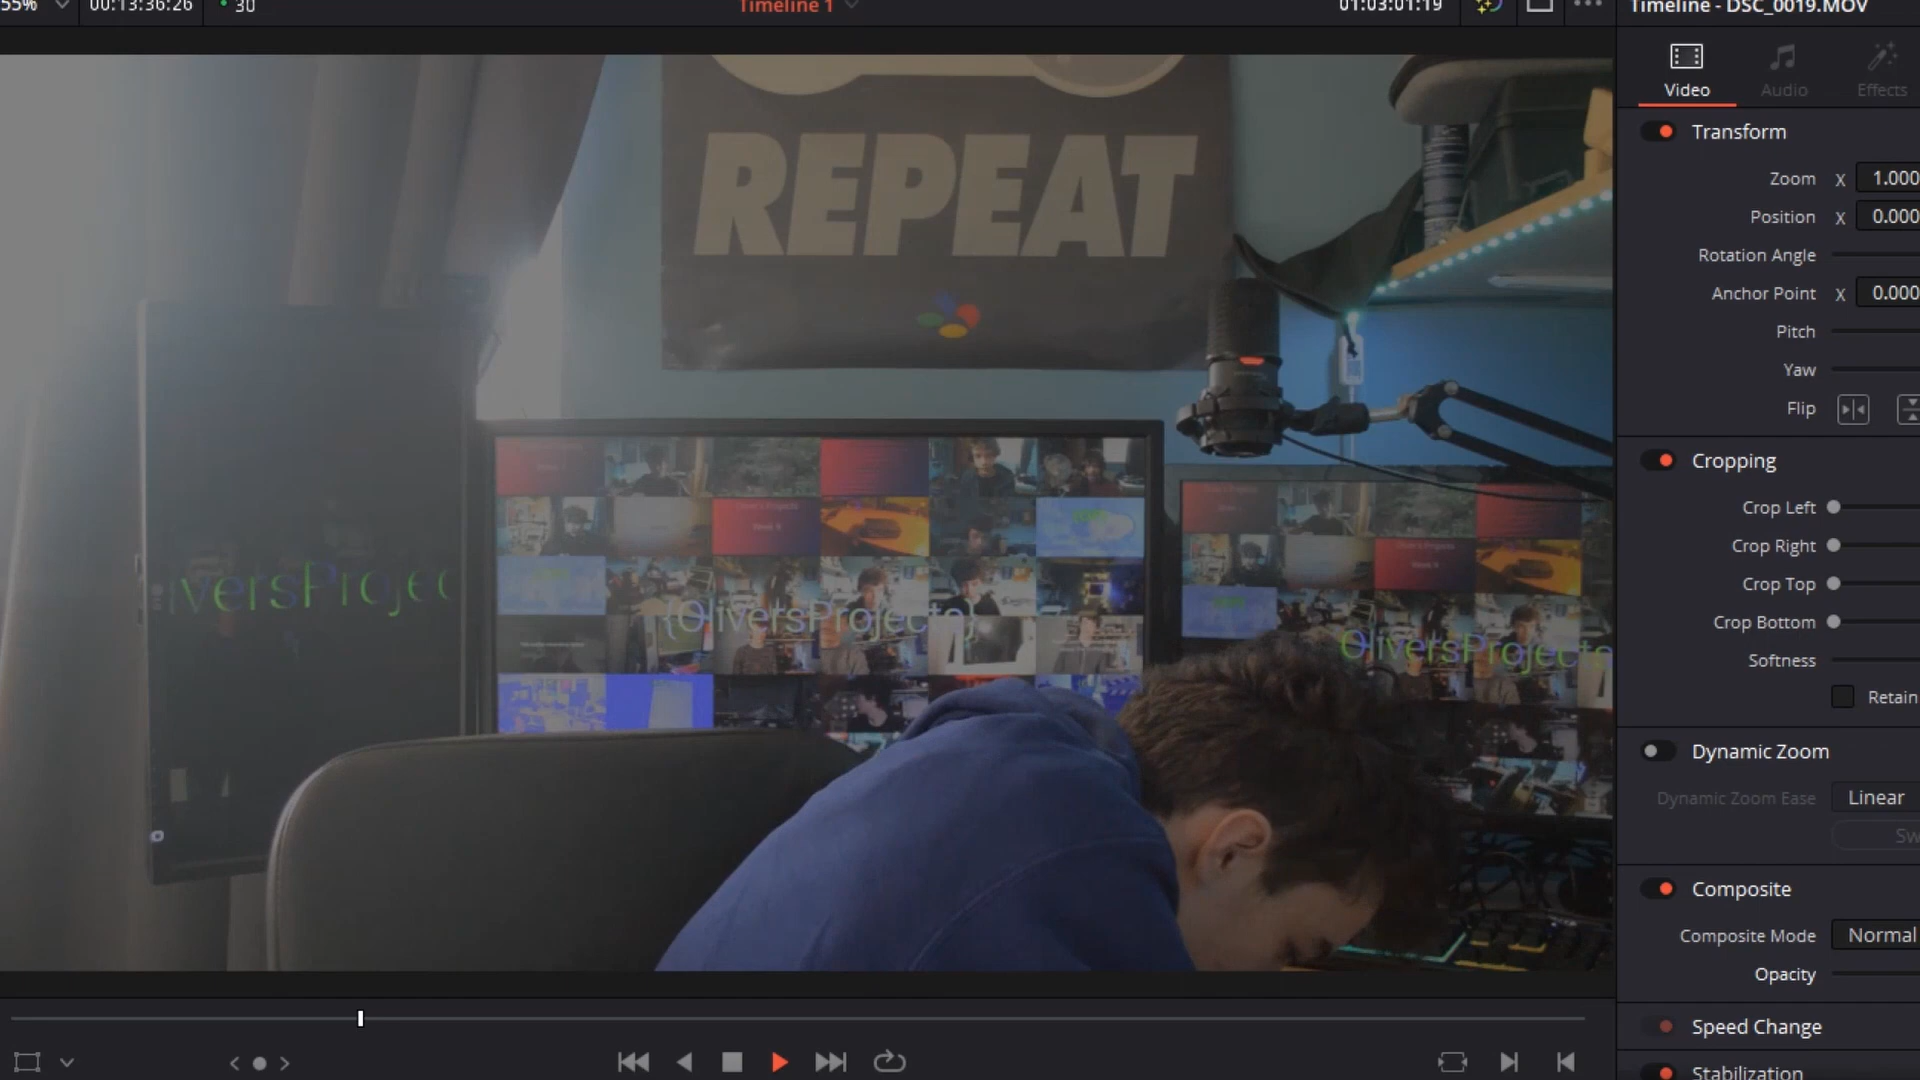 55%
00:13:36:26
30
Timeline 1
01:03:01:19
Timeline - DSC_0019.MOV
Video
Audio
Effects
Transform
Zoom X 1.000
Position X 0.000
Rotation Angle
Anchor Point X 0.000
Pitch
Yaw
Flip
Cropping
Crop Left
Crop Right
Crop Top
Crop Bottom
Softness
Retain
Dynamic Zoom
Dynamic Zoom Ease Linear
Sw
Composite
Composite Mode Normal
Opacity
Speed Change
Stabilization
REPEAT
iversProjec
{OliversProjects}
OliversProjects